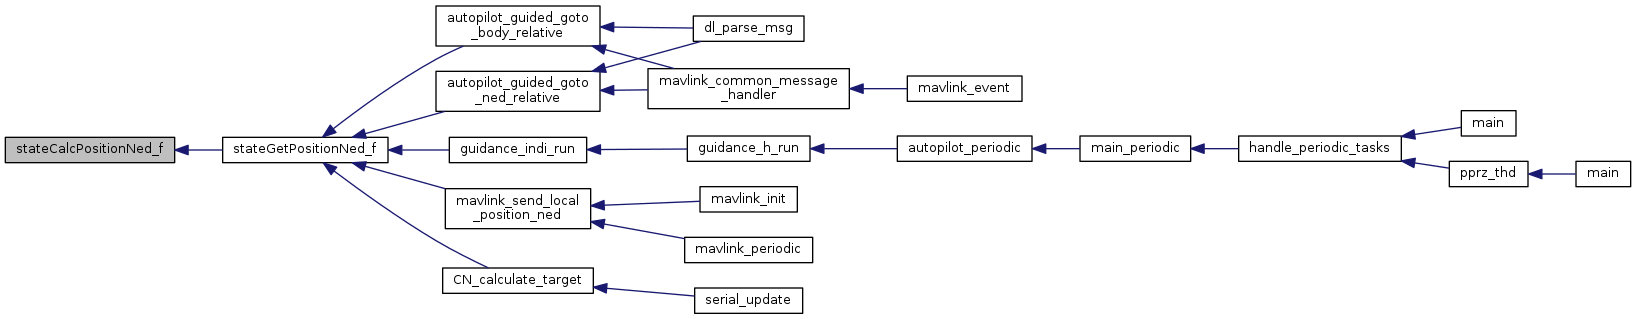 autopilot_guided_goto
_body_relative
dl_parse_msg
autopilot_guided_goto
_ned_relative
mavlink_common_message
_handler
mavlink_event
stateCalcPositionNed_f
stateGetPositionNed_f
guidance_indi_run
guidance_h_run
autopilot_periodic
main_periodic
handle_periodic_tasks
main
pprz_thd
main
mavlink_send_local
_position_ned
mavlink_init
mavlink_periodic
CN_calculate_target
serial_update